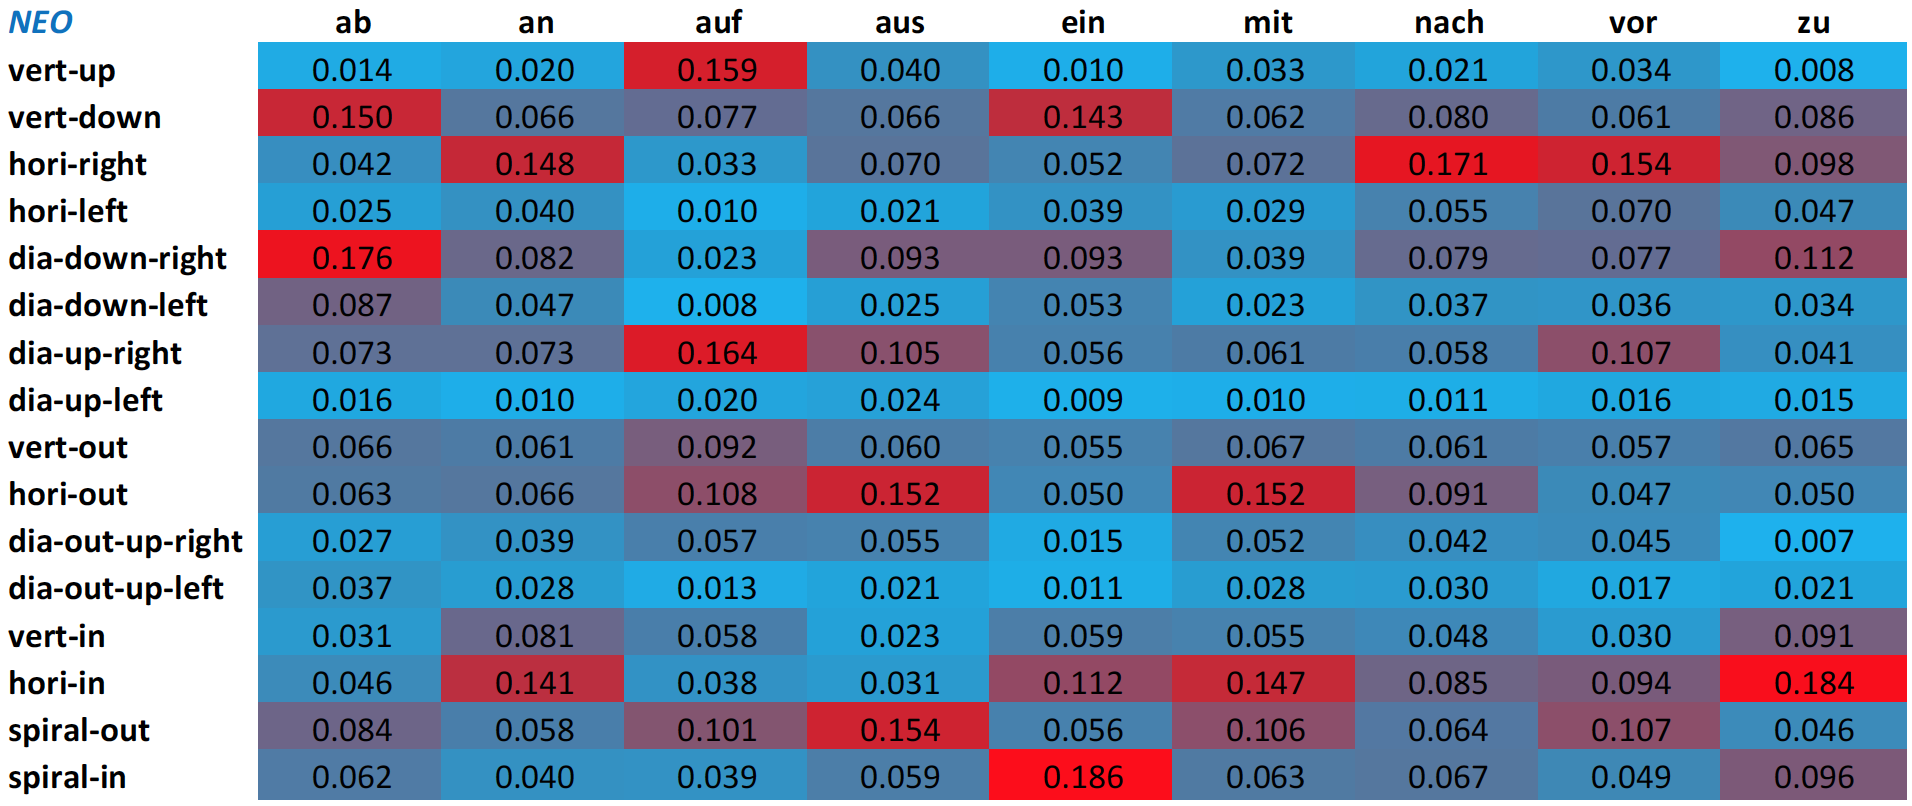 NEO ab an auf aus ein mit nach vor zu
vert-up 0.014 0.020 0.159 0.040 0.010 0.033 0.021 0.034 0.008
vert-down 0.150 0.066 0.077 0.066 0.143 0.062 0.080 0.061 0.086
hori-right 0.042 0.148 0.033 0.070 0.052 0.072 0.171 0.154 0.098
hori-left 0.025 0.040 0.010 0.021 0.039 0.029 0.055 0.070 0.047
dia-down-right 0.176 0.082 0.023 0.093 0.093 0.039 0.079 0.077 0.112
dia-down-left 0.087 0.047 0.008 0.025 0.053 0.023 0.037 0.036 0.034
dia-up-right 0.073 0.073 0.164 0.105 0.056 0.061 0.058 0.107 0.041
dia-up-left 0.016 0.010 0.020 0.024 0.009 0.010 0.011 0.016 0.015
vert-out 0.066 0.061 0.092 0.060 0.055 0.067 0.061 0.057 0.065
hori-out 0.063 0.066 0.108 0.152 0.050 0.152 0.091 0.047 0.050
dia-out-up-right 0.027 0.039 0.057 0.055 0.015 0.052 0.042 0.045 0.007
dia-out-up-left 0.037 0.028 0.013 0.021 0.011 0.028 0.030 0.017 0.021
vert-in 0.031 0.081 0.058 0.023 0.059 0.055 0.048 0.030 0.091
hori-in 0.046 0.141 0.038 0.031 0.112 0.147 0.085 0.094 0.184
spiral-out 0.084 0.058 0.101 0.154 0.056 0.106 0.064 0.107 0.046
spiral-in 0.062 0.040 0.039 0.059 0.186 0.063 0.067 0.049 0.096